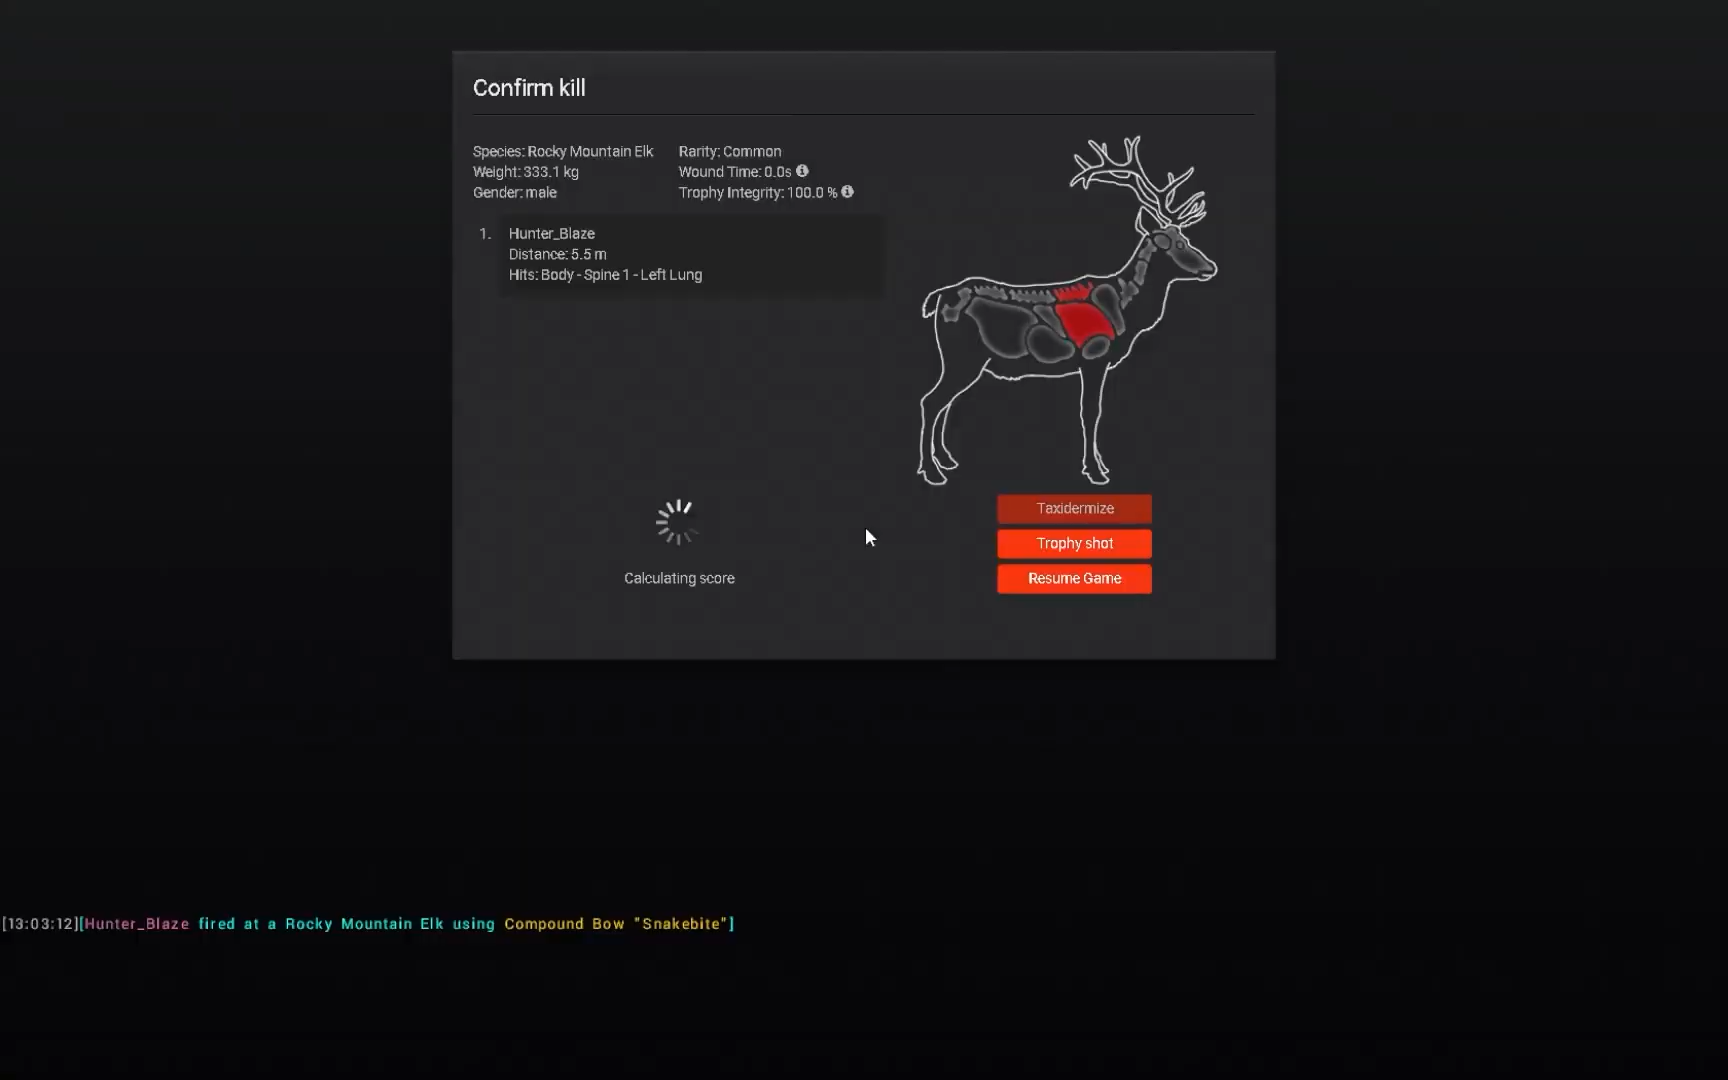 Confirm kill
Species: Rocky Mountain Elk
Weight: 333.1 kg
Gender: male
Rarity: Common
Wound Time: 0.0s
Trophy Integrity: 100.0 %
1.
Hunter_Blaze
Distance: 5.5 m
Hits: Body - Spine 1 - Left Lung
Taxidermize
Trophy shot
Resume Game
Calculating score
[13:03:12][Hunter_Blaze fired at a Rocky Mountain Elk using Compound Bow "Snakebite"]